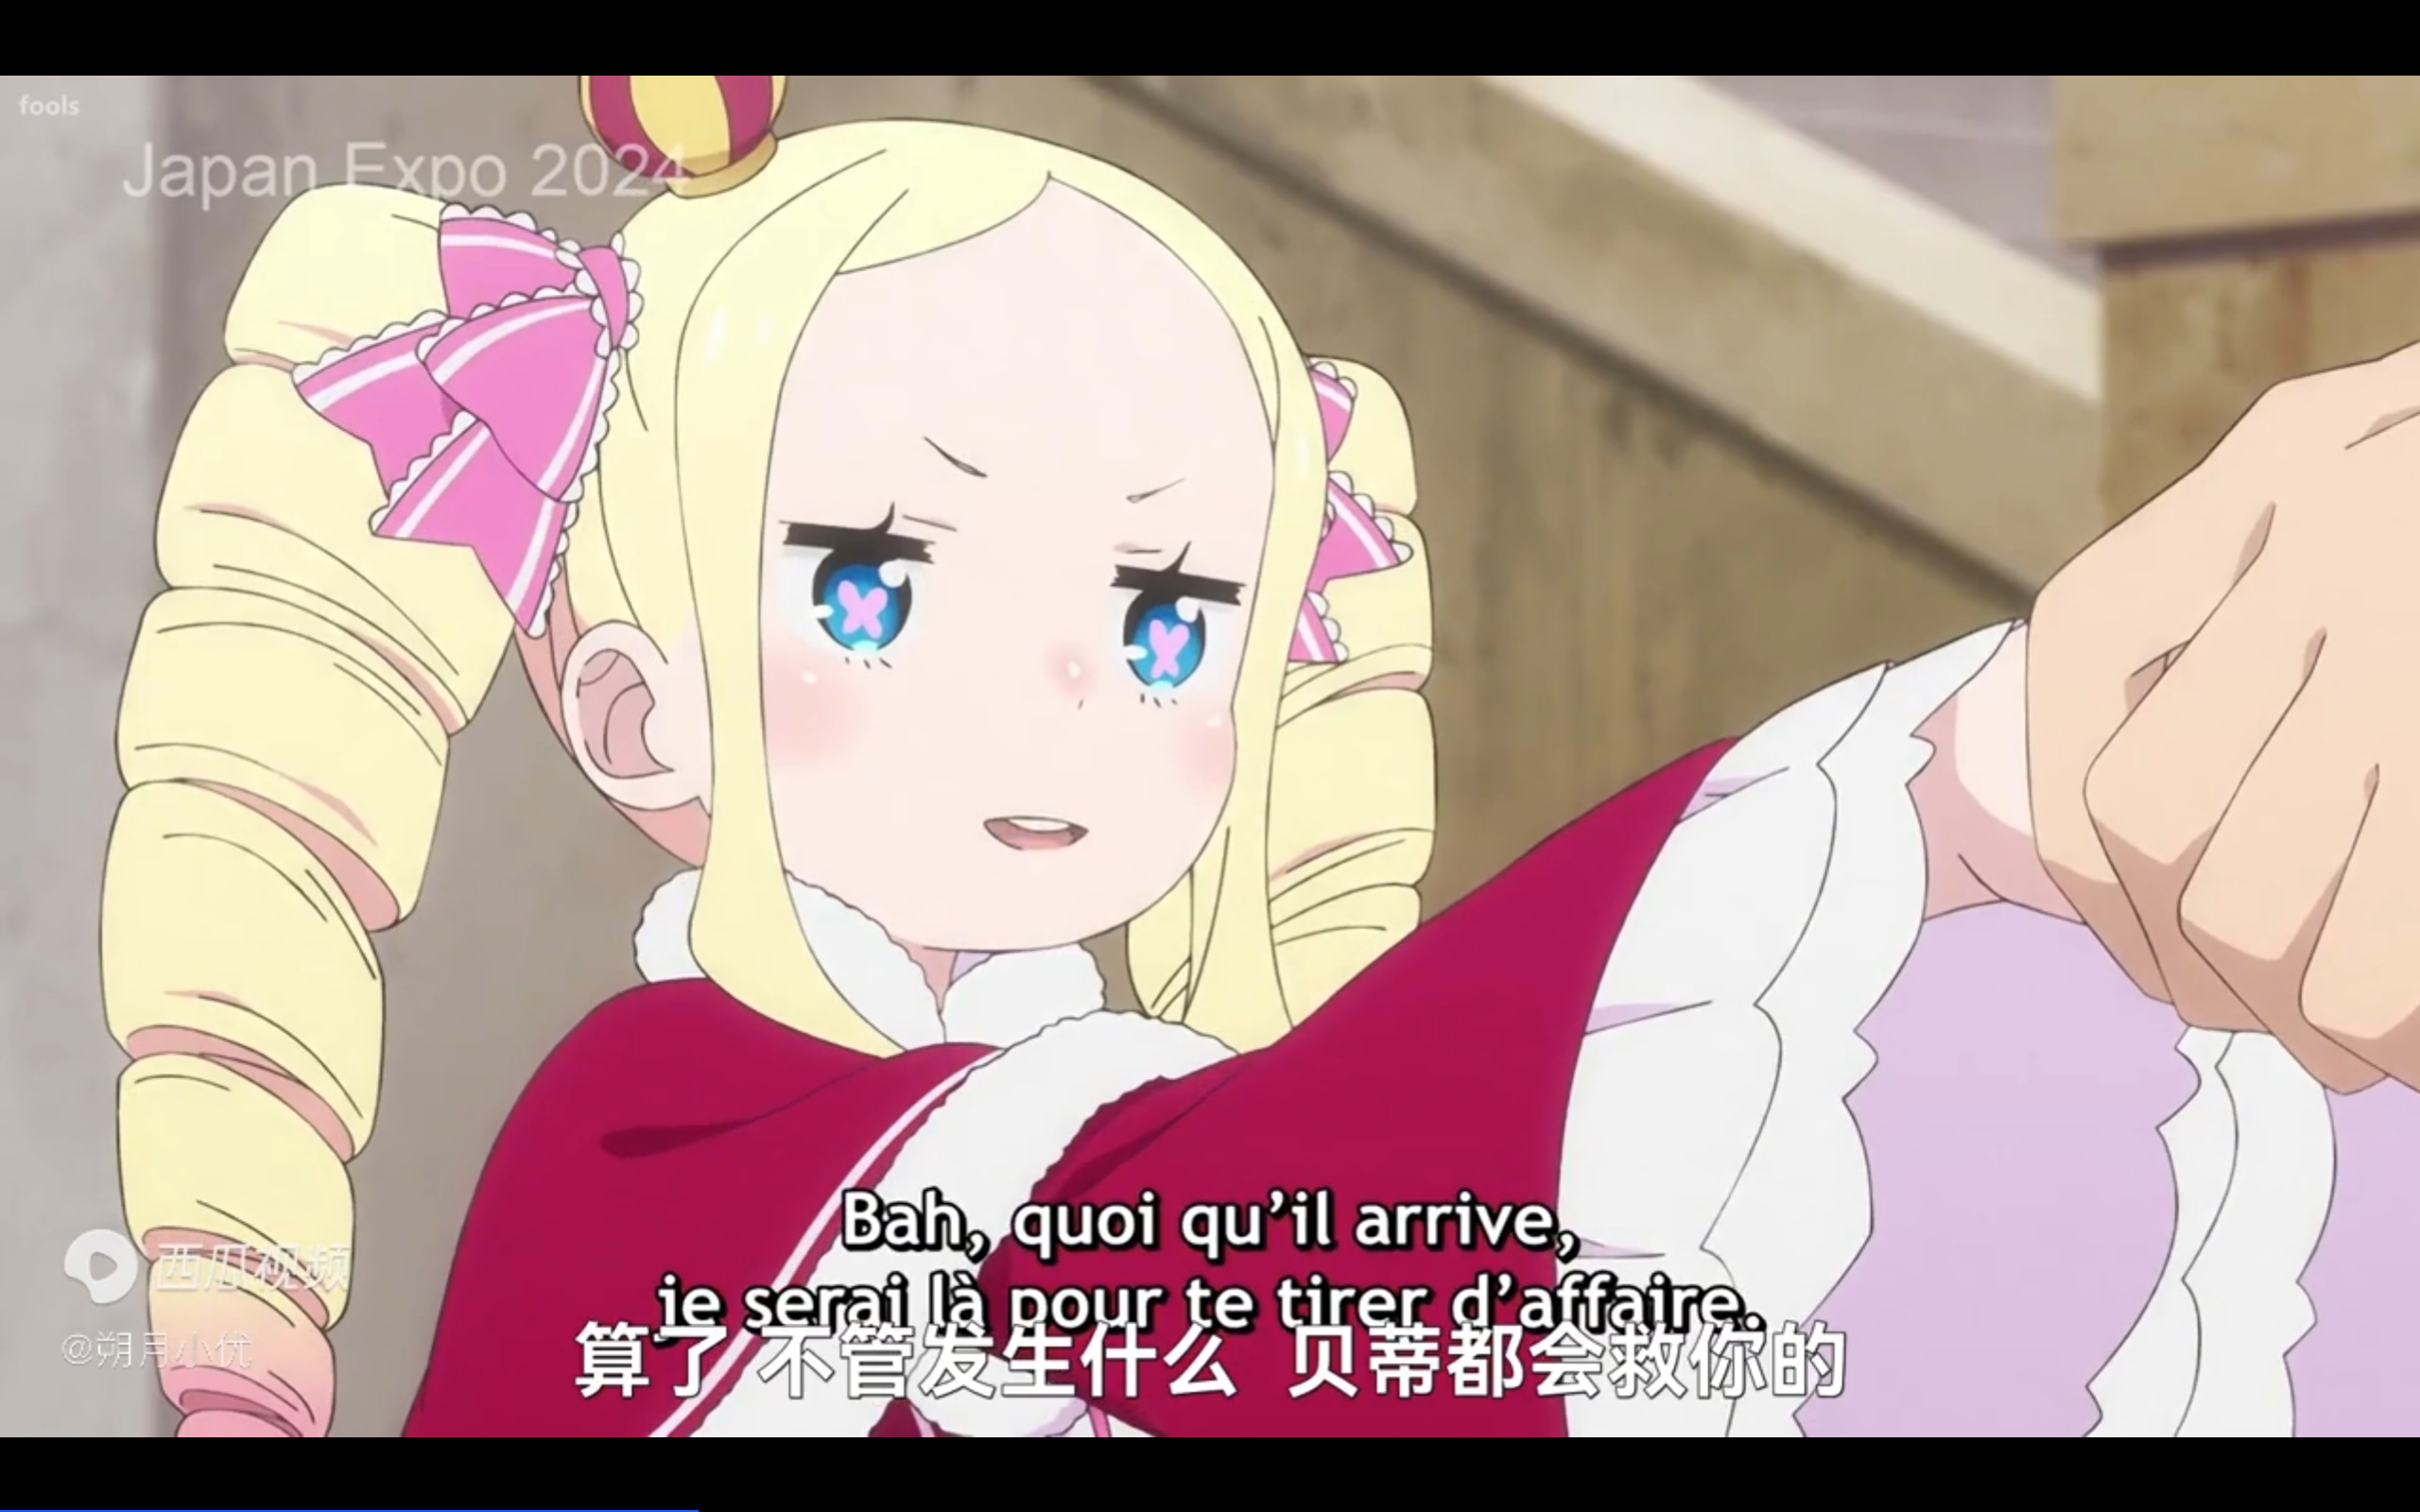 fools
Japan Expo 2024
Bah, quoi qu'il arrive,
je serai là pour te tirer d'affaire.
算了 不管发生什么 贝蒂都会救你的
西瓜视频
@朔月小优